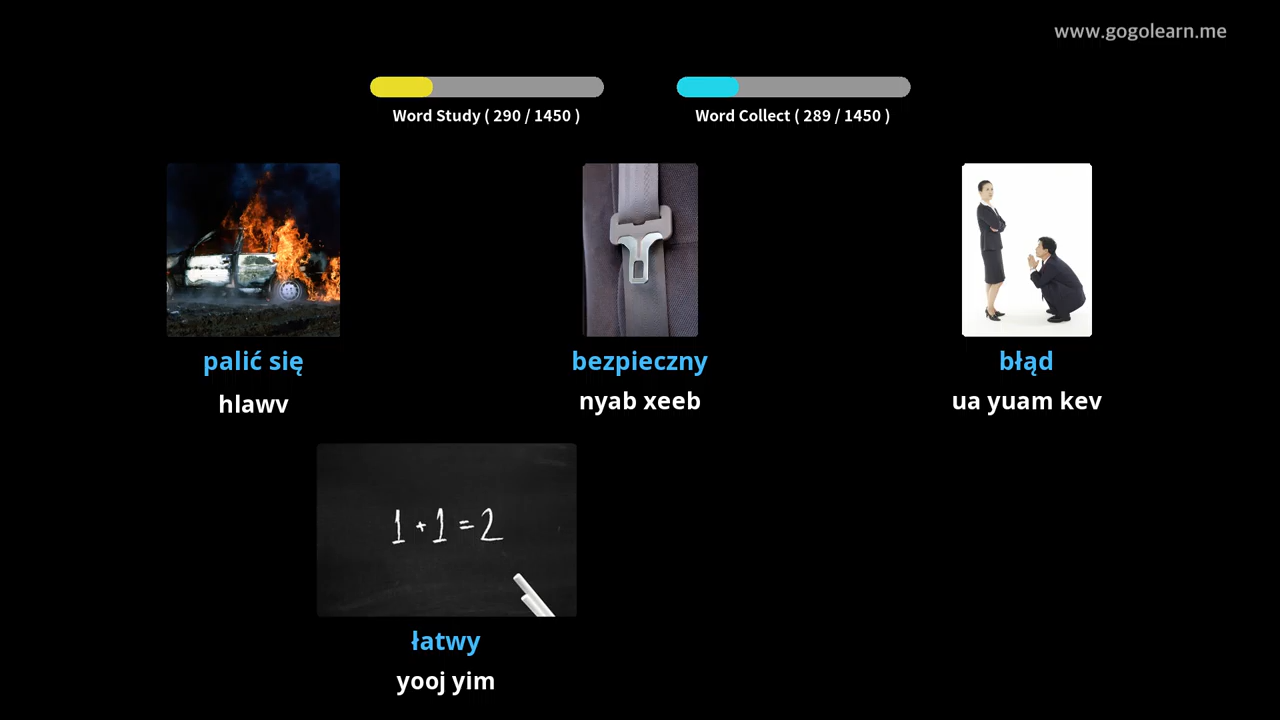 www.gogolearn.me
Word Study ( 290 / 1450 )
Word Collect ( 289 / 1450 )
palić się
bezpieczny
błąd
hlawv
nyab xeeb
ua yuam kev
1 + 1 = 2
łatwy
yooj yim